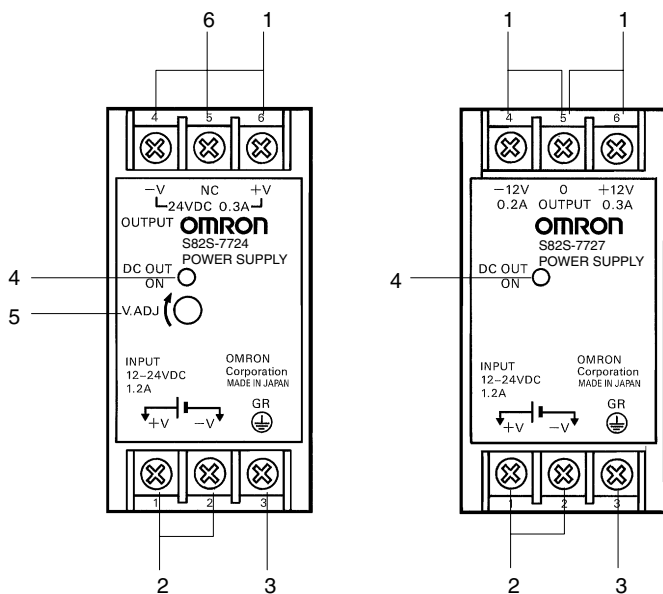 6 1
4 5 6
−V NC +V
24VDC 0.3A
OUTPUT OMRON
S82S-7724
POWER SUPPLY
4 DC OUT
ON
5 V.ADJ
INPUT
12–24VDC
1.2A
OMRON
Corporation
MADE IN JAPAN
+V −V
GR
1 2 3
2 3
1 1
4 5 6
−12V 0 +12V
0.2A OUTPUT 0.3A
OMRON
S82S-7727
POWER SUPPLY
4 DC OUT
ON
INPUT
12–24VDC
1.2A
OMRON
Corporation
MADE IN JAPAN
+V −V
GR
1 2 3
2 3